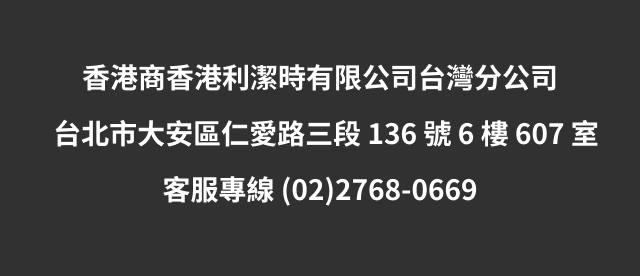 香港商香港利潔時有限公司台灣分公司
台北市大安區仁愛路三段 136 號 6 樓 607 室
客服專線 (02)2768-0669